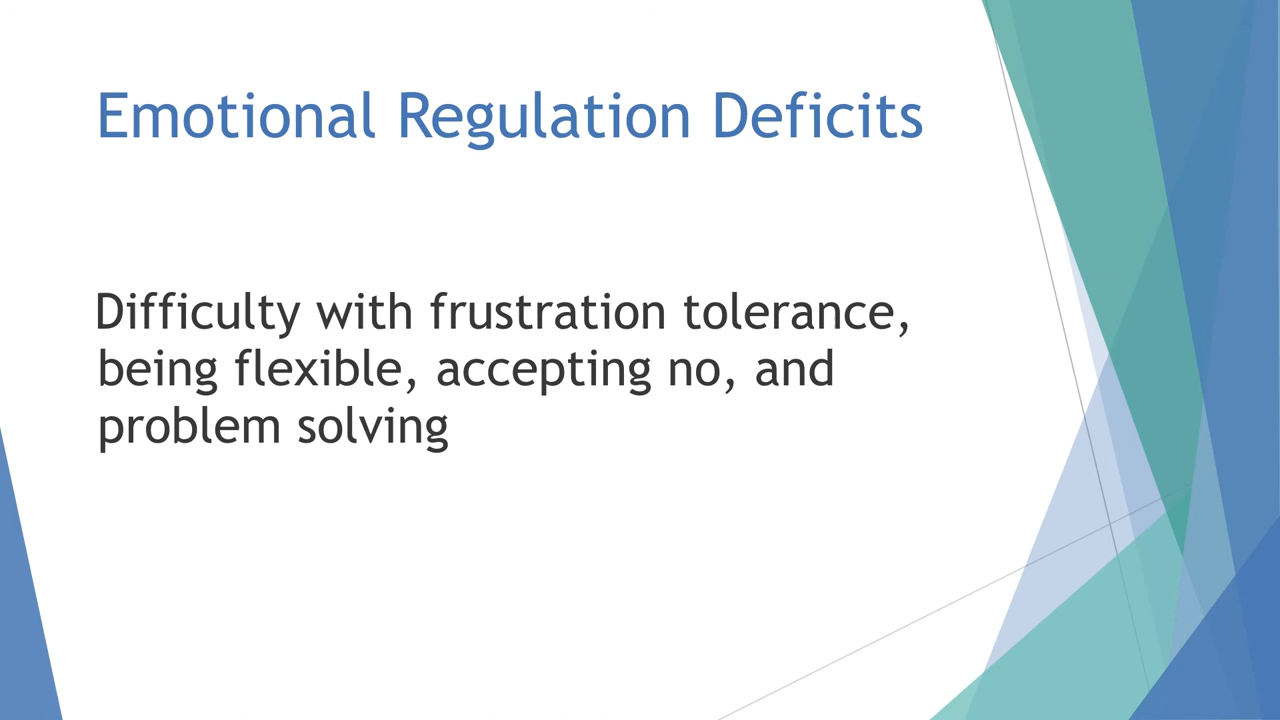 Emotional Regulation Deficits
Difficulty with frustration tolerance,
being flexible, accepting no, and
problem solving